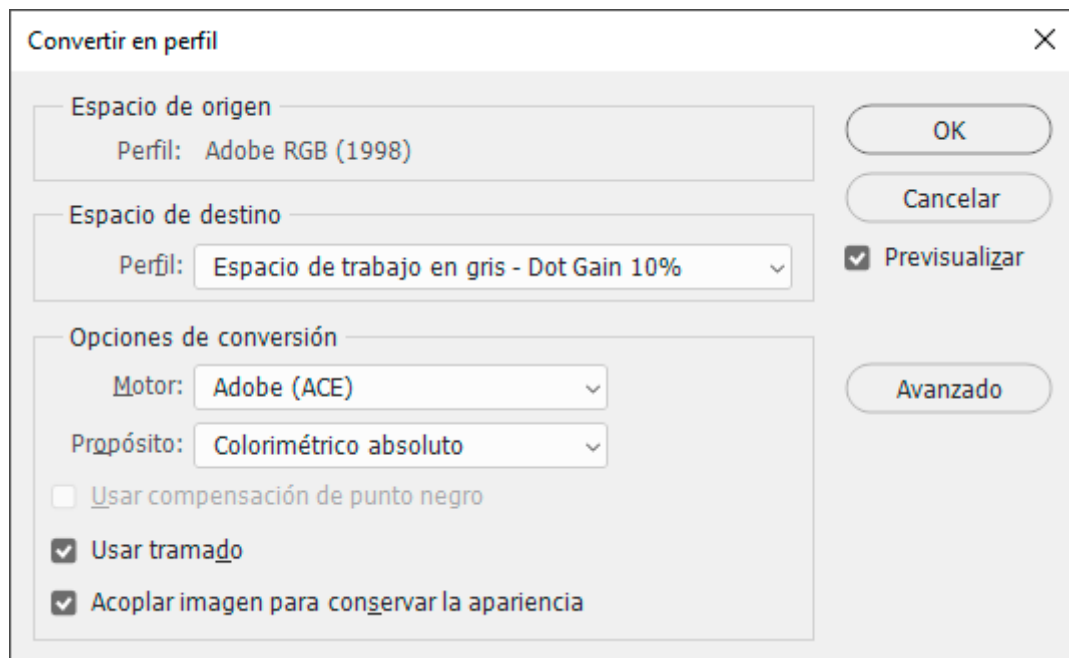 Convertir en perfil
Espacio de origen
Perfil: Adobe RGB (1998)
OK
Cancelar
Espacio de destino
Perfil: Espacio de trabajo en gris - Dot Gain 10%
Previsualizar
Opciones de conversión
Motor: Adobe (ACE)
Avanzado
Propósito: Colorimétrico absoluto
Usar compensación de punto negro
Usar tramado
Acoplar imagen para conservar la apariencia